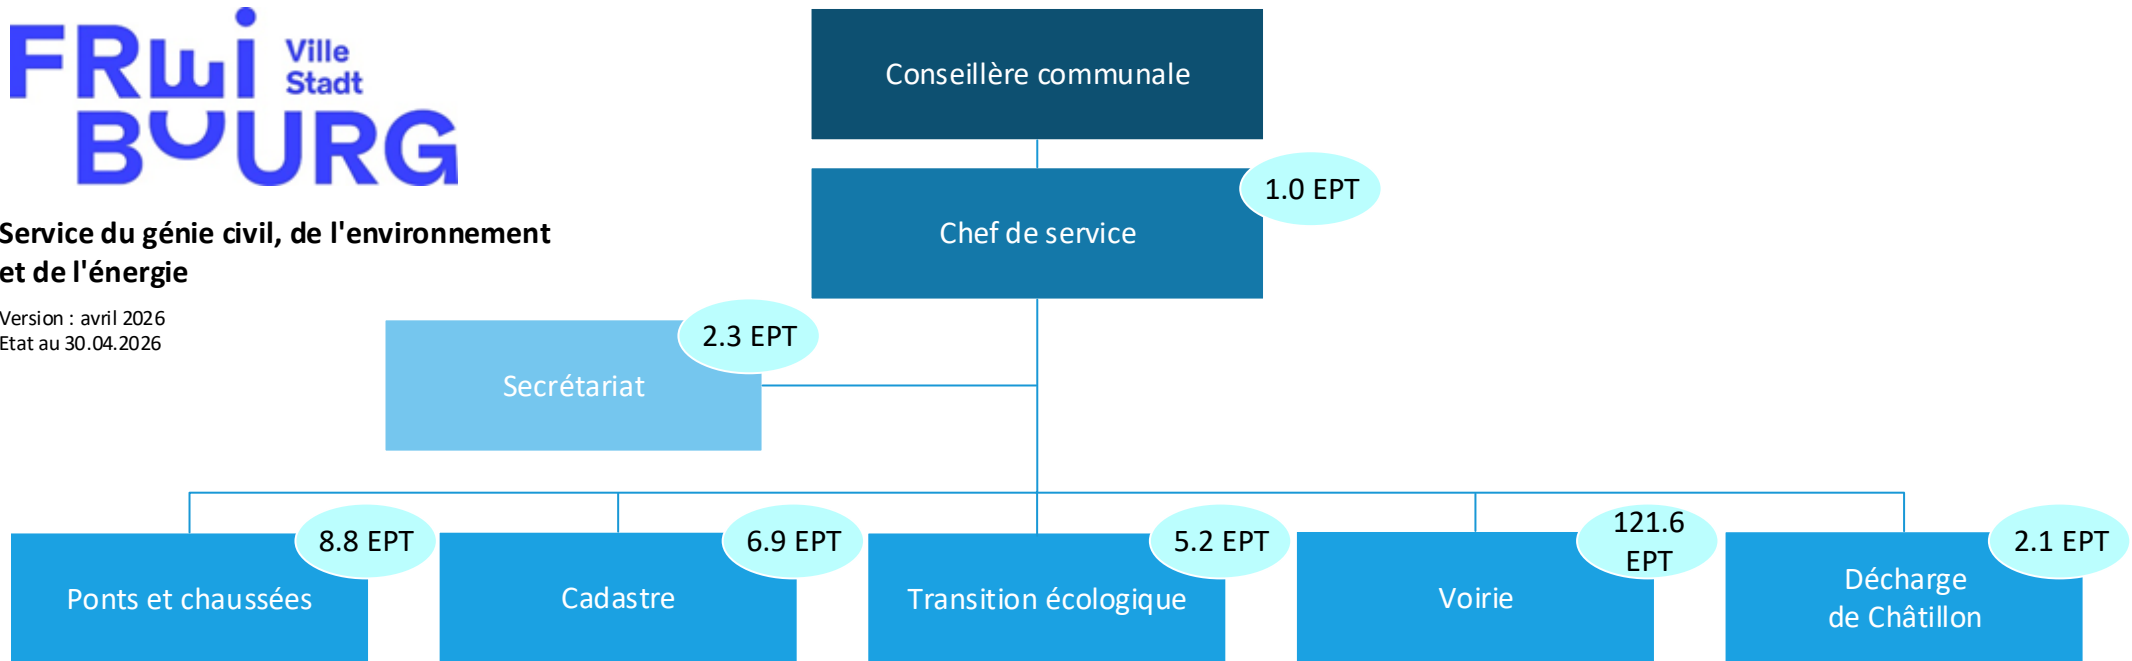 FREi Ville
Stadt
BOURG
Conseillère communale
1.0 EPT
Chef de service
Service du génie civil, de l'environnement
et de l'énergie
Version : avril 2026
Etat au 30.04.2026
2.3 EPT
Secrétariat
8.8 EPT
Ponts et chaussées
6.9 EPT
Cadastre
5.2 EPT
Transition écologique
121.6
EPT
Voirie
2.1 EPT
Décharge
de Châtillon